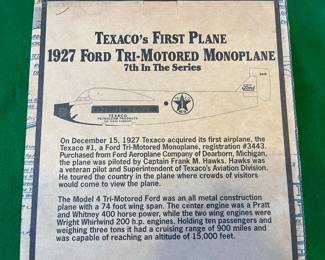 TEXACO's FIRST PLANE
1927 FORD TRI-MOTORED MONOPLANE
7th In The Series
TEXACO
PETROLEUM PRODUCTS
TEXACO
Ford
On December 15, 1927 Texaco acquired its first airplane, the
Texaco #1, a Ford Tri-Motored Monoplane, registration #3443.
Purchased from Ford Aeroplane Company of Dearborn, Michigan,
the plane was piloted by Captain Frank M. Hawks. Hawks was
a veteran pilot and Superintendent of Texaco's Aviation Division.
He toured the country in the plane where crowds of visitors
would come to view the plane.
The Model 4 Tri-Motored Ford was an all metal construction
plane with a 74 foot wing span. The center engine was a Pratt
and Whitney 400 horse power, while the two wing engines were
Wright Whirlwind 200 h.p. engines. Holding ten passengers and
weighing three tons it had a cruising range of 900 miles and
was capable of reaching an altitude of 15,000 feet.